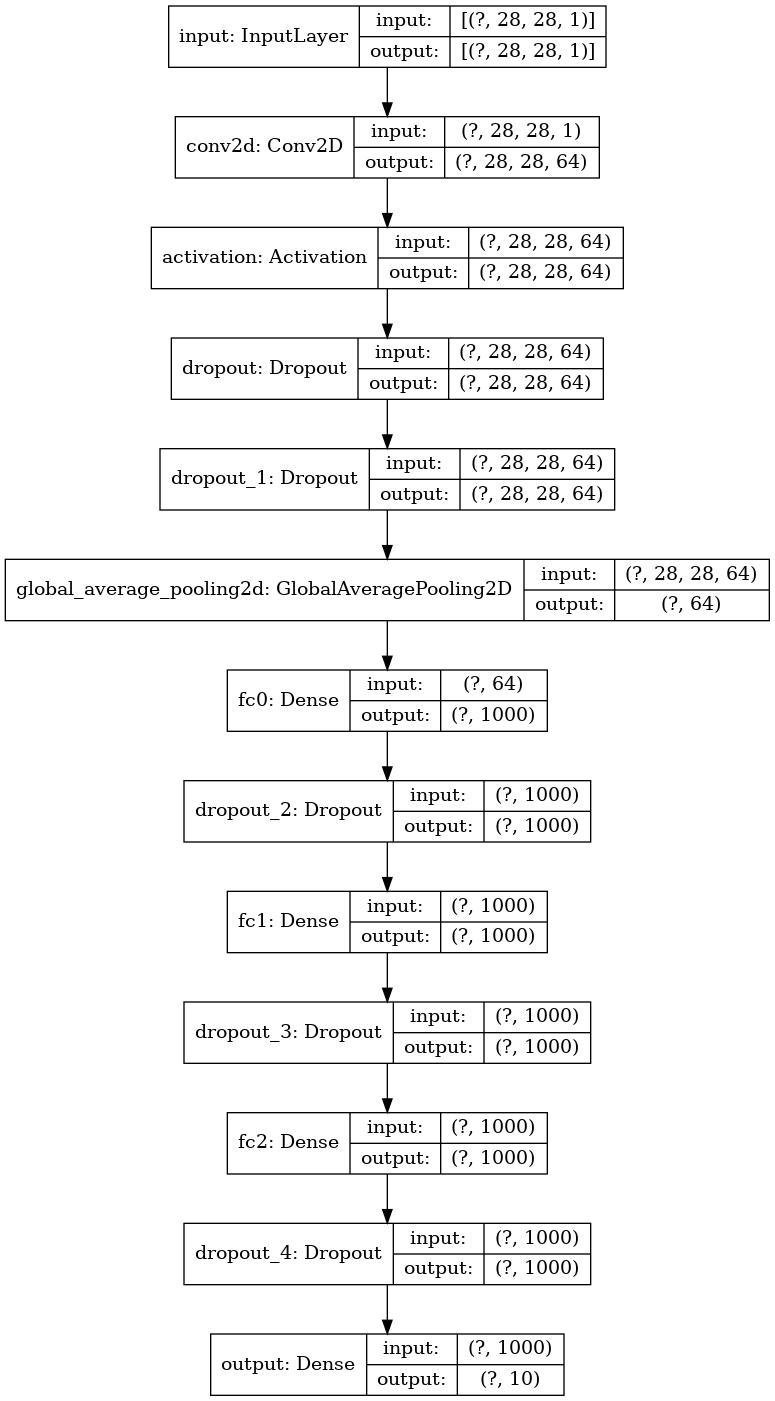 input: InputLayer
input: [(?, 28, 28, 1)]
output: [(?, 28, 28, 1)]
conv2d: Conv2D
input: (?, 28, 28, 1)
output: (?, 28, 28, 64)
activation: Activation
input: (?, 28, 28, 64)
output: (?, 28, 28, 64)
dropout: Dropout
input: (?, 28, 28, 64)
output: (?, 28, 28, 64)
dropout_1: Dropout
input: (?, 28, 28, 64)
output: (?, 28, 28, 64)
global_average_pooling2d: GlobalAveragePooling2D
input: (?, 28, 28, 64)
output: (?, 64)
fc0: Dense
input: (?, 64)
output: (?, 1000)
dropout_2: Dropout
input: (?, 1000)
output: (?, 1000)
fc1: Dense
input: (?, 1000)
output: (?, 1000)
dropout_3: Dropout
input: (?, 1000)
output: (?, 1000)
fc2: Dense
input: (?, 1000)
output: (?, 1000)
dropout_4: Dropout
input: (?, 1000)
output: (?, 1000)
output: Dense
input: (?, 1000)
output: (?, 10)